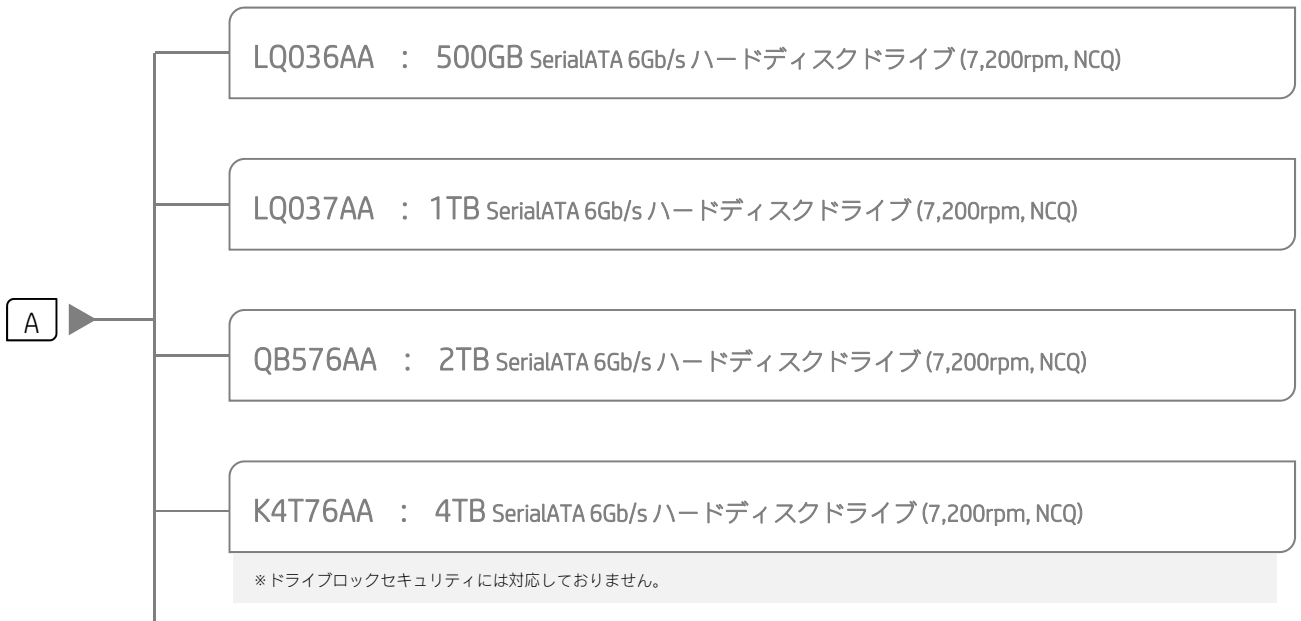 LQ036AA : 500GB SerialATA 6Gb/s ハードディスクドライブ (7,200rpm, NCQ)
LQ037AA : 1TB SerialATA 6Gb/s ハードディスクドライブ (7,200rpm, NCQ)
A
QB576AA : 2TB SerialATA 6Gb/s ハードディスクドライブ (7,200rpm, NCQ)
K4T76AA : 4TB SerialATA 6Gb/s ハードディスクドライブ (7,200rpm, NCQ)
※ドライブロックセキュリティには対応しておりません。